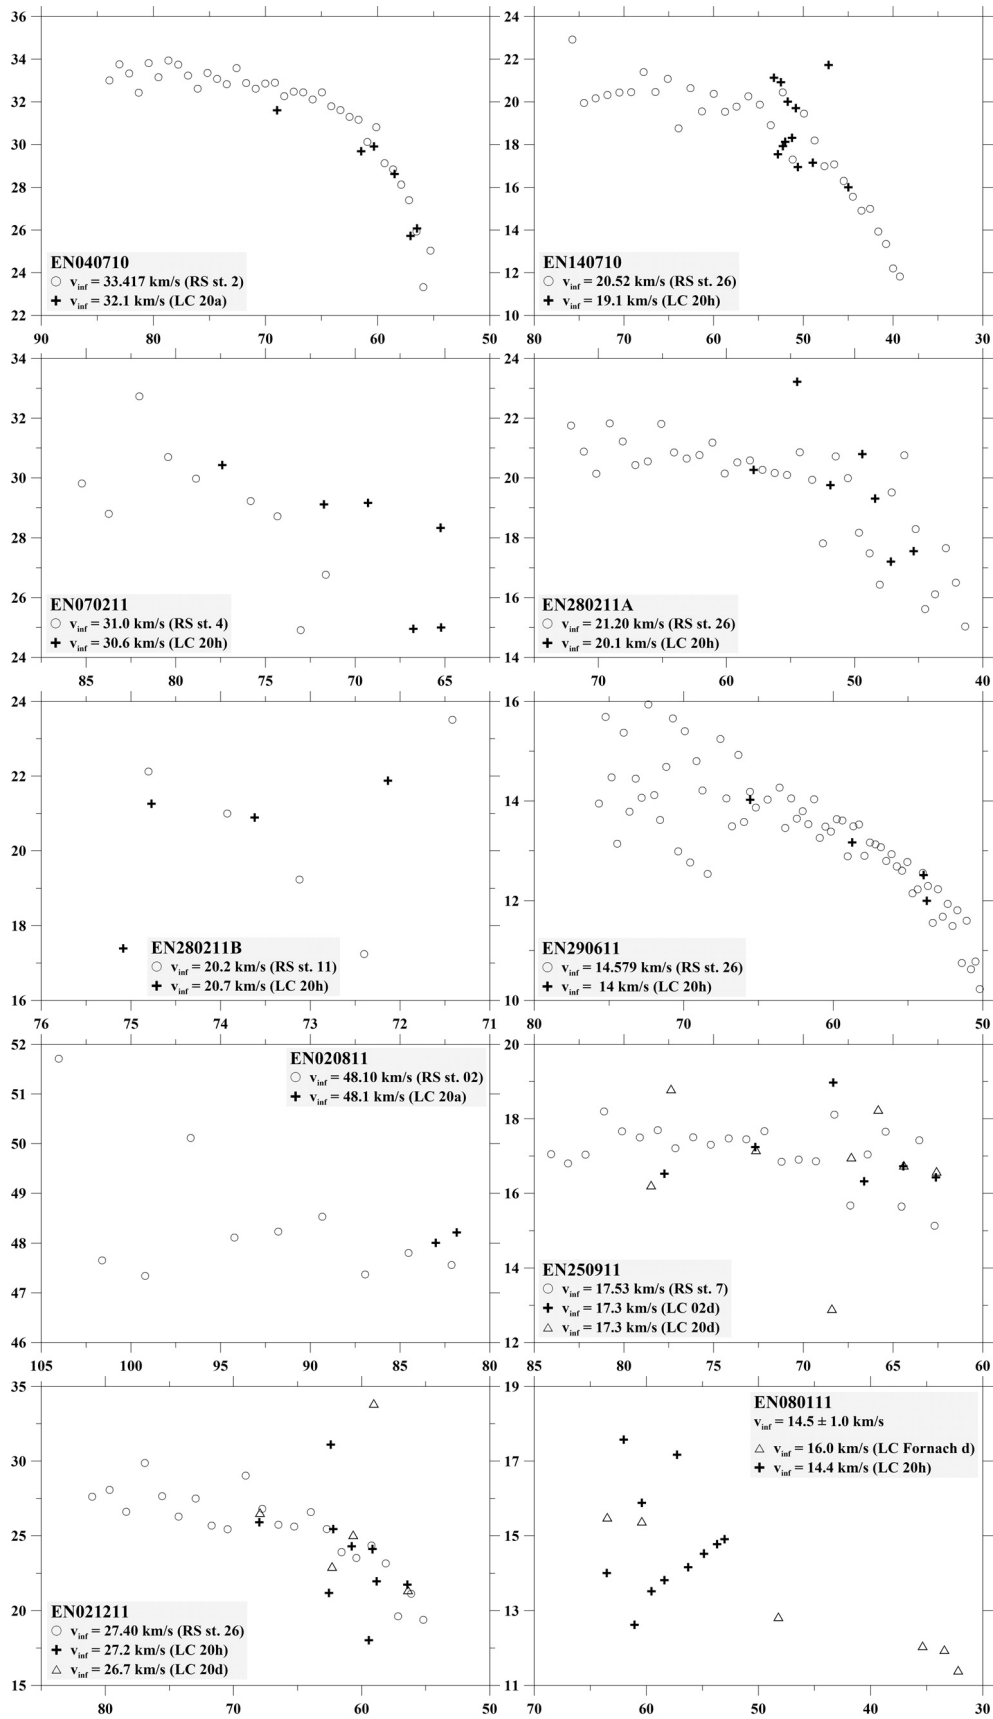 36
34
32
30
28
26
24
22
EN040710
○ v_inf = 33.417 km/s (RS st. 2)
+ v_inf = 32.1 km/s (LC 20a)
90 80 70 60 50
24
22
20
18
16
14
12
10
EN140710
○ v_inf = 20.52 km/s (RS st. 26)
+ v_inf = 19.1 km/s (LC 20h)
80 70 60 50 40 30
34
32
30
28
26
24
EN070211
○ v_inf = 31.0 km/s (RS st. 4)
+ v_inf = 30.6 km/s (LC 20h)
85 80 75 70 65
24
22
20
18
16
14
EN280211A
○ v_inf = 21.20 km/s (RS st. 26)
+ v_inf = 20.1 km/s (LC 20h)
70 60 50 40
24
22
20
18
16
EN280211B
○ v_inf = 20.2 km/s (RS st. 11)
+ v_inf = 20.7 km/s (LC 20h)
76 75 74 73 72 71
16
14
12
10
EN290611
○ v_inf = 14.579 km/s (RS st. 26)
+ v_inf = 14 km/s (LC 20h)
80 70 60 50
52
51
50
49
48
47
46
EN020811
○ v_inf = 48.10 km/s (RS st. 02)
+ v_inf = 48.1 km/s (LC 20a)
105 100 95 90 85 80
20
18
16
14
12
EN250911
○ v_inf = 17.53 km/s (RS st. 7)
+ v_inf = 17.3 km/s (LC 02d)
△ v_inf = 17.3 km/s (LC 20d)
85 80 75 70 65 60
35
30
25
20
15
EN021211
○ v_inf = 27.40 km/s (RS st. 26)
+ v_inf = 27.2 km/s (LC 20h)
△ v_inf = 26.7 km/s (LC 20d)
80 70 60 50
19
17
15
13
11
EN080111
v_inf = 14.5 ± 1.0 km/s
△ v_inf = 16.0 km/s (LC Fornach d)
+ v_inf = 14.4 km/s (LC 20h)
70 60 50 40 30